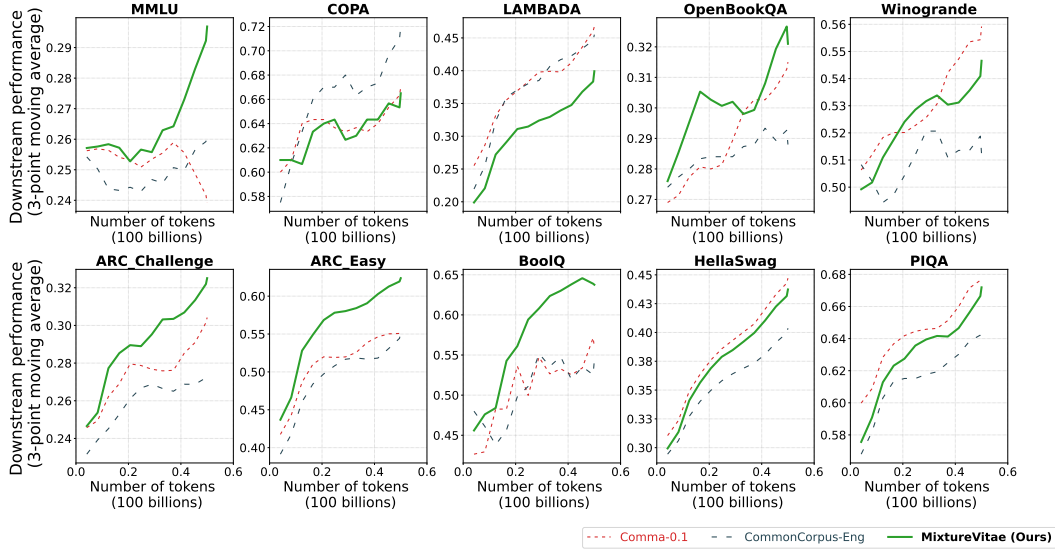 MMLU
COPA
LAMBADA
OpenBookQA
Winogrande
Downstream performance
(3-point moving average)
0.29
0.28
0.27
0.26
0.25
0.24
0.72
0.70
0.68
0.66
0.64
0.62
0.60
0.58
0.45
0.40
0.35
0.30
0.25
0.20
0.32
0.31
0.30
0.29
0.28
0.27
0.56
0.55
0.54
0.53
0.52
0.51
0.50
Number of tokens
(100 billions)
Number of tokens
(100 billions)
Number of tokens
(100 billions)
Number of tokens
(100 billions)
Number of tokens
(100 billions)
ARC_Challenge
ARC_Easy
BoolQ
HellaSwag
PIQA
Downstream performance
(3-point moving average)
0.32
0.30
0.28
0.26
0.24
0.60
0.55
0.50
0.45
0.40
0.65
0.60
0.55
0.50
0.45
0.45
0.43
0.40
0.38
0.35
0.33
0.30
0.68
0.66
0.64
0.62
0.60
0.58
0.0 0.2 0.4 0.6
0.0 0.2 0.4 0.6
0.0 0.2 0.4 0.6
0.0 0.2 0.4 0.6
0.0 0.2 0.4 0.6
Number of tokens
(100 billions)
Number of tokens
(100 billions)
Number of tokens
(100 billions)
Number of tokens
(100 billions)
Number of tokens
(100 billions)
Comma-0.1
CommonCorpus-Eng
MixtureVitae (Ours)